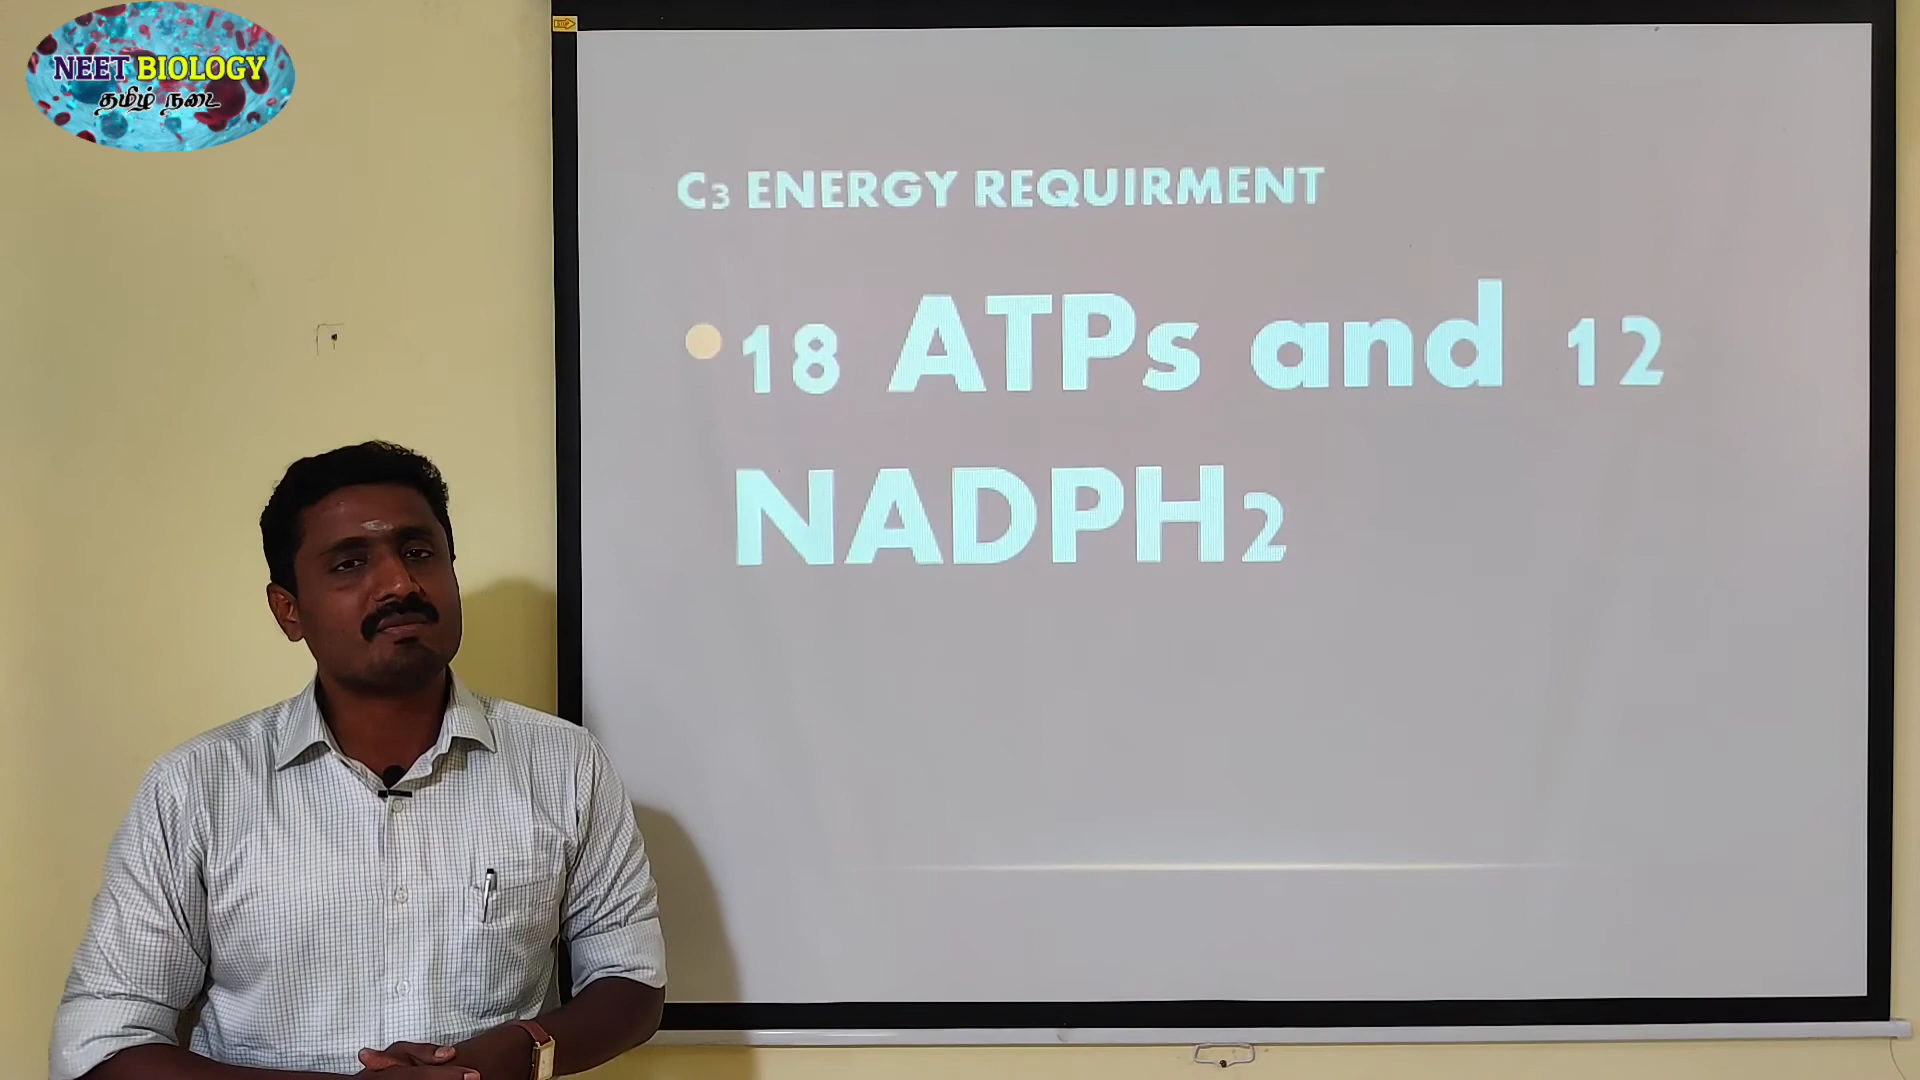 NEET BIOLOGY
தமிழ் நடை
C3 ENERGY REQUIRMENT
18 ATPs and 12
NADPH2